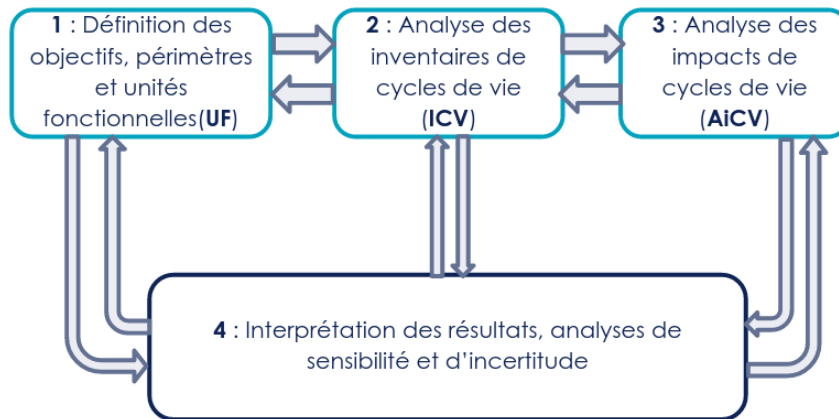 1 : Définition des
objectifs, périmètres
et unités
fonctionnelles(UF)
2 : Analyse des
inventaires de
cycles de vie
(ICV)
3 : Analyse des
impacts de
cycles de vie
(AiCV)
4 : Interprétation des résultats, analyses de
sensibilité et d'incertitude